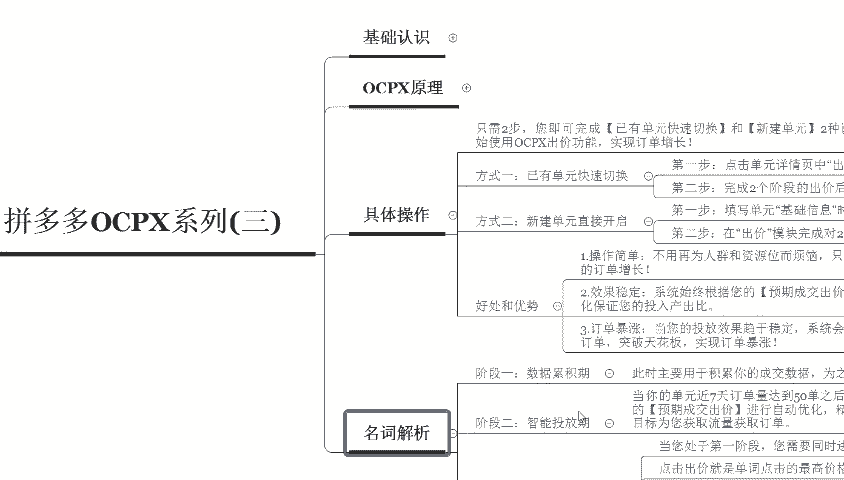 基础认识
OCPX原理
只需2步，您即可完成【已有单元快速切换】和【新建单元】2种
始使用OCPX出价功能，实现订单增长！
第一步：点击单元详情页中“出
方式一：已有单元快速切换
第二步：完成2个阶段的出价后
具体操作
拼多多OCPX系列(三)
第一步：填写单元“基础信息”时
方式二：新建单元直接开启
第二步：在“出价”模块完成对2
1.操作简单：不用再为人群和资源位而烦恼，只
的订单增长！
2.效果稳定：系统始终根据您的【预期成交出价
化保证您的投入产出比。
好处和优势
3.订单暴涨：当您的投放效果趋于稳定，系统会
订单，突破天花板，实现订单暴涨！
阶段一：数据累积期
此时主要用于积累你的成交数据，为之
当你的单元近7天订单量达到50单之后
的【预期成交出价】进行自动优化，精
阶段二：智能投放期
目标为您获取流量获取订单。
名词解析
当您处于第一阶段，您需要同时
点击出价就是单词点击的最高价格